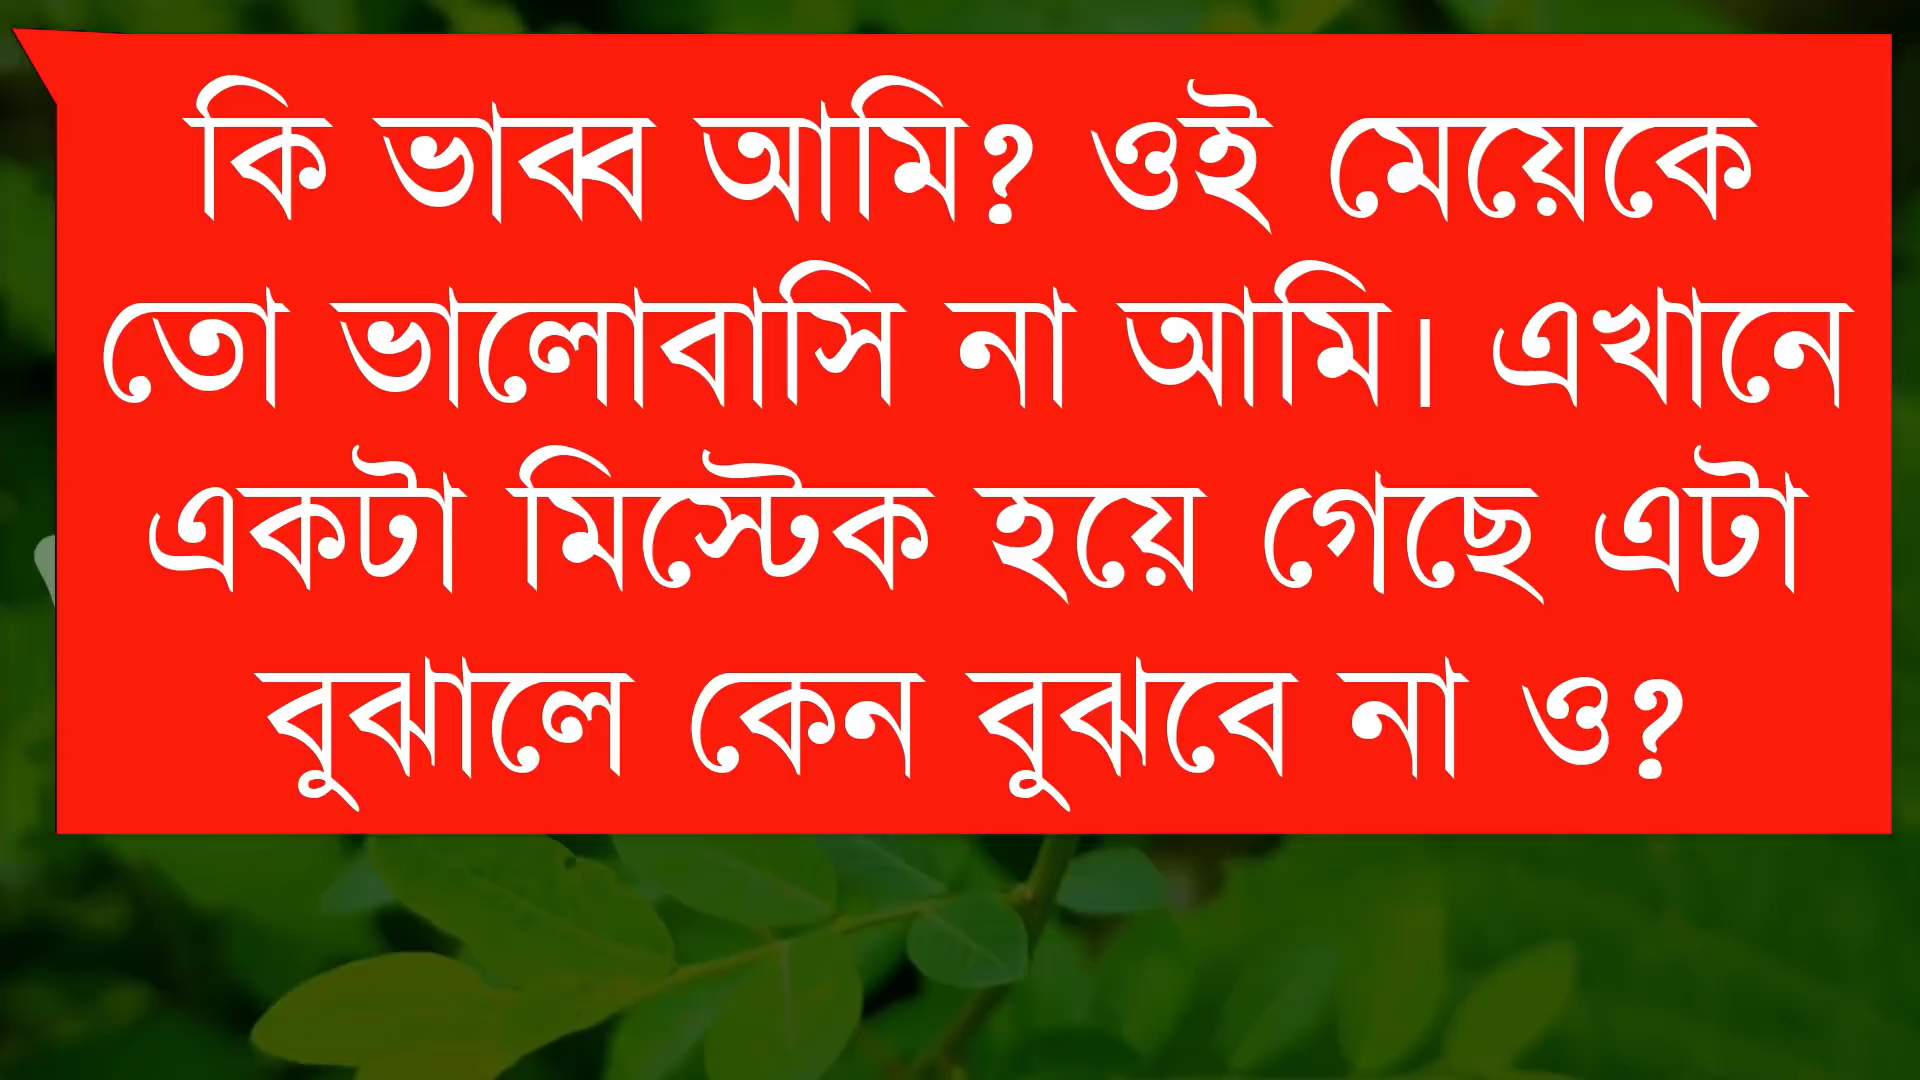 কি ভাব্ব আমি? ওই মেয়েকে
তো ভালোবাসি না আমি। এখানে
একটা মিস্টেক হয়ে গেছে এটা
বুঝালে কেন বুঝবে না ও?